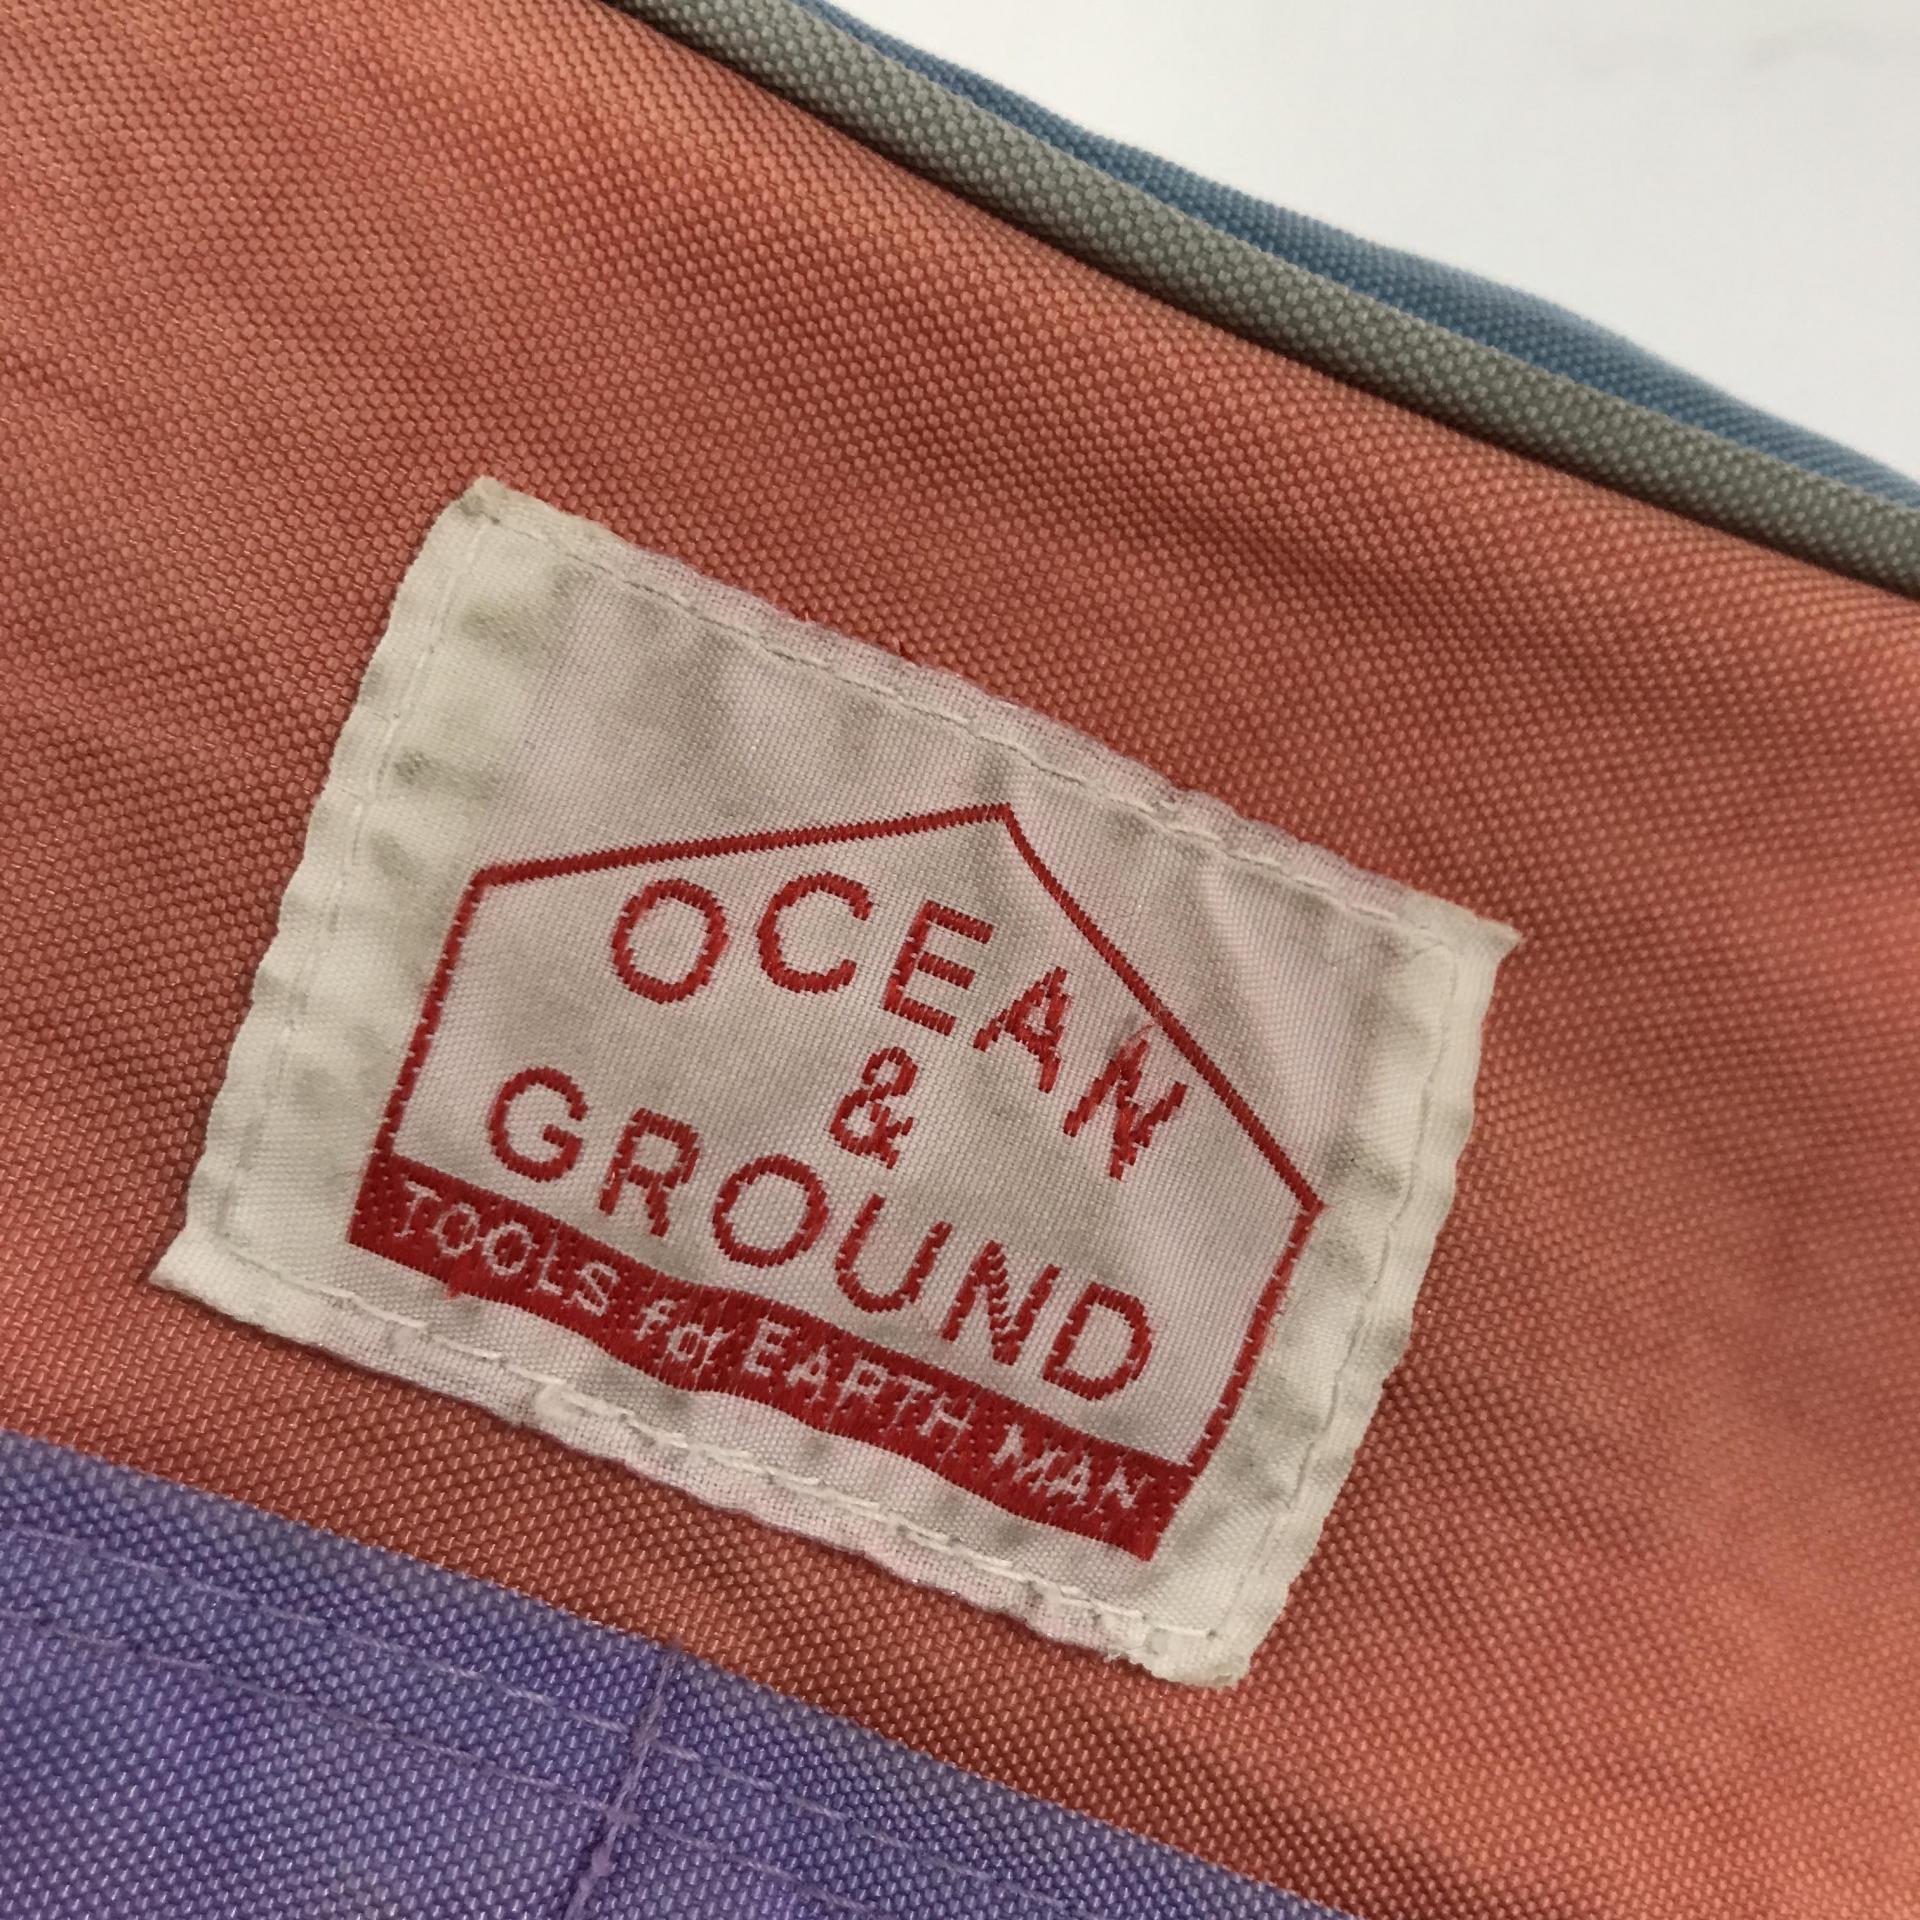 OCEAN
&
GROUND
TOOLS for EARTH MAN